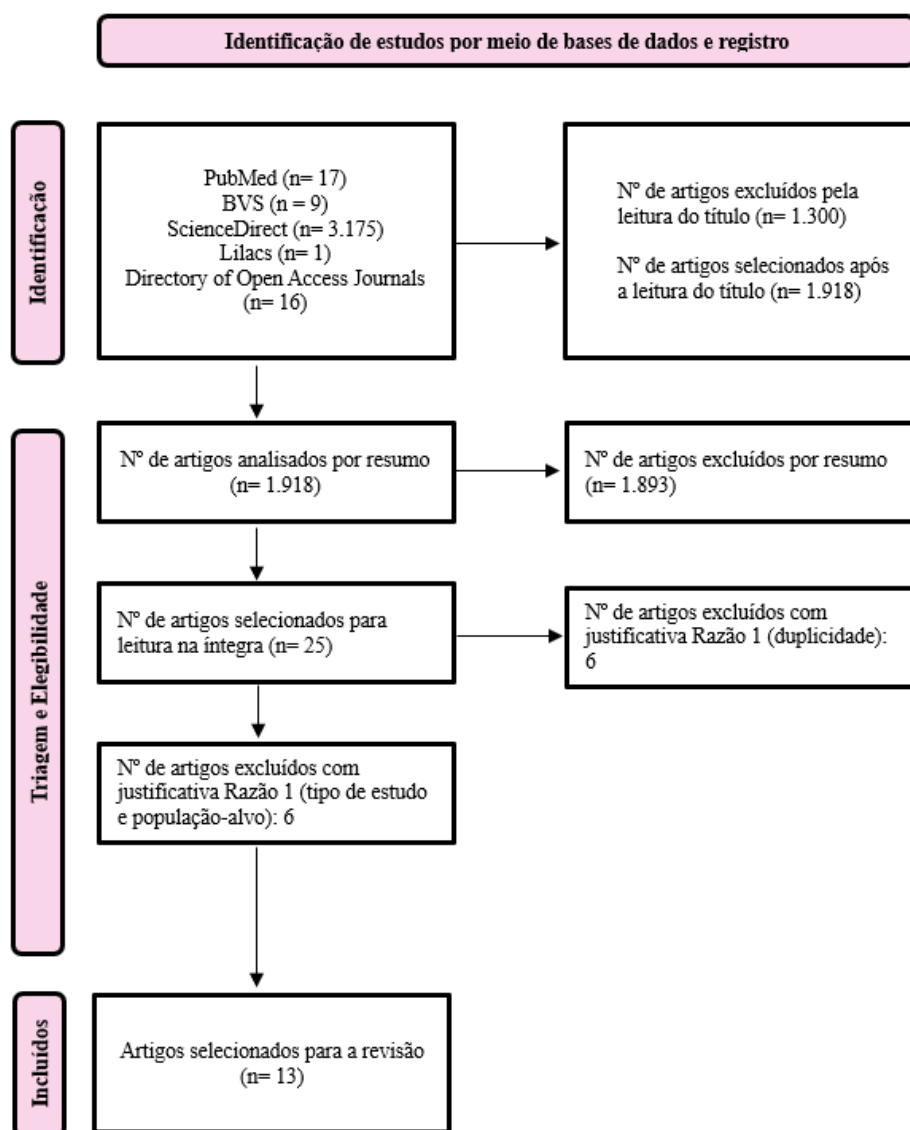 Identificação de estudos por meio de bases de dados e registro
Identificação
PubMed (n= 17)
BVS (n = 9)
ScienceDirect (n= 3.175)
Lilacs (n= 1)
Directory of Open Access Journals
(n= 16)
Nº de artigos excluídos pela
leitura do título (n= 1.300)
Nº de artigos selecionados após
a leitura do título (n= 1.918)
Triagem e Elegibilidade
Nº de artigos analisados por resumo
(n= 1.918)
Nº de artigos excluídos por resumo
(n= 1.893)
Nº de artigos selecionados para
leitura na íntegra (n= 25)
Nº de artigos excluídos com
justificativa Razão 1 (duplicidade):
6
Nº de artigos excluídos com
justificativa Razão 1 (tipo de estudo
e população-alvo): 6
Incluídos
Artigos selecionados para a revisão
(n= 13)